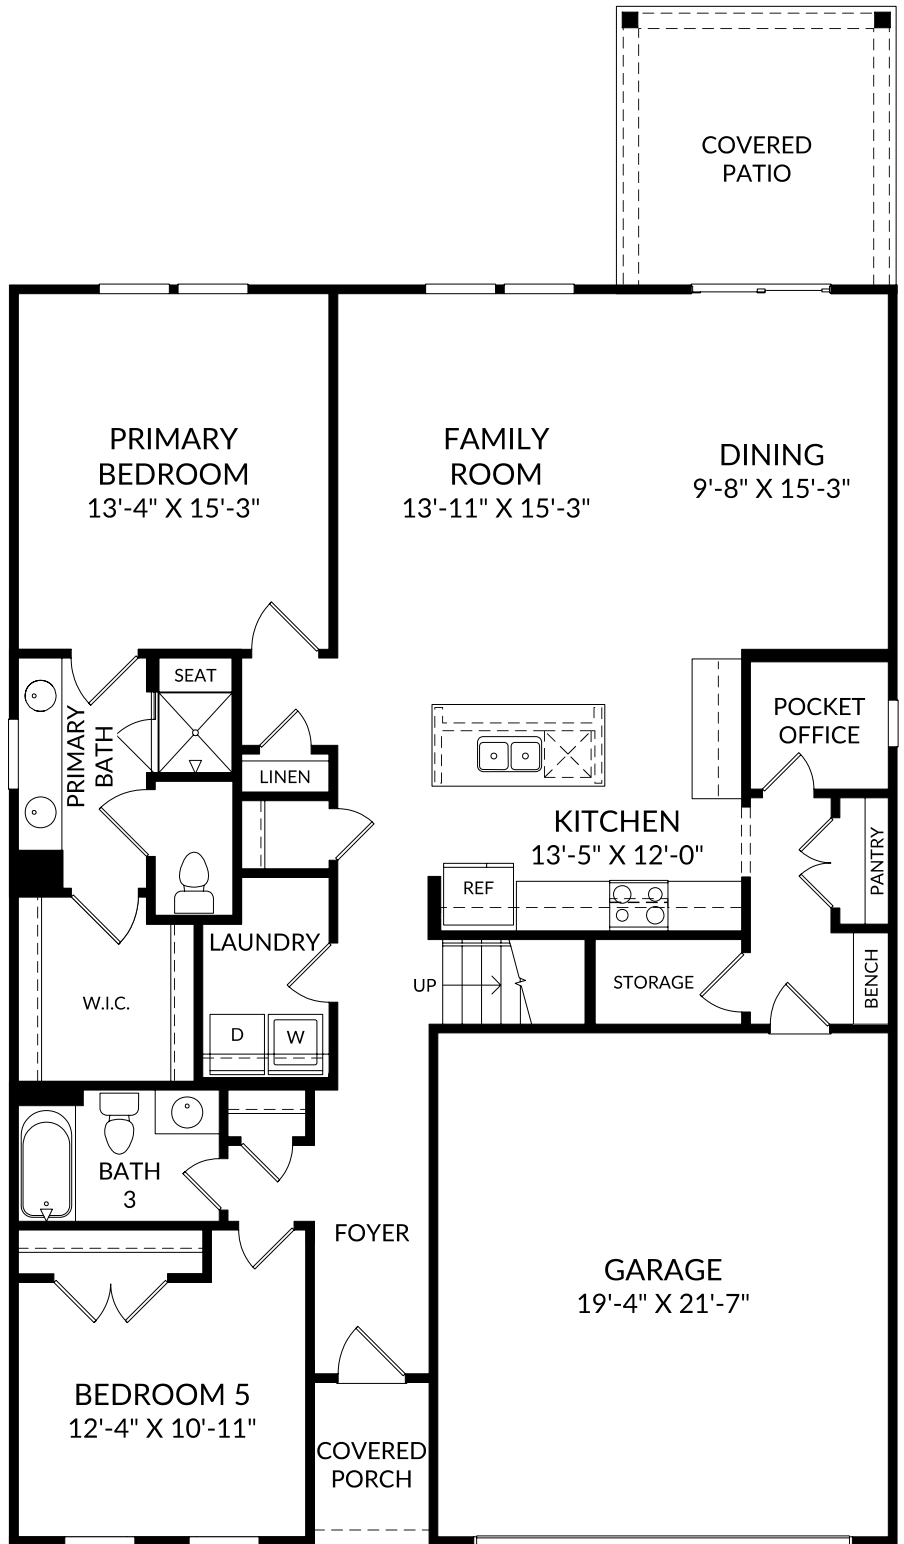 COVERED
PATIO
PRIMARY
BEDROOM
13'-4" X 15'-3"
FAMILY
ROOM
13'-11" X 15'-3"
DINING
9'-8" X 15'-3"
SEAT
PRIMARY
BATH
LINEN
POCKET
OFFICE
KITCHEN
13'-5" X 12'-0"
PANTRY
REF
LAUNDRY
UP
STORAGE
BENCH
W.I.C.
D
W
BATH
3
FOYER
GARAGE
19'-4" X 21'-7"
BEDROOM 5
12'-4" X 10'-11"
COVERED
PORCH